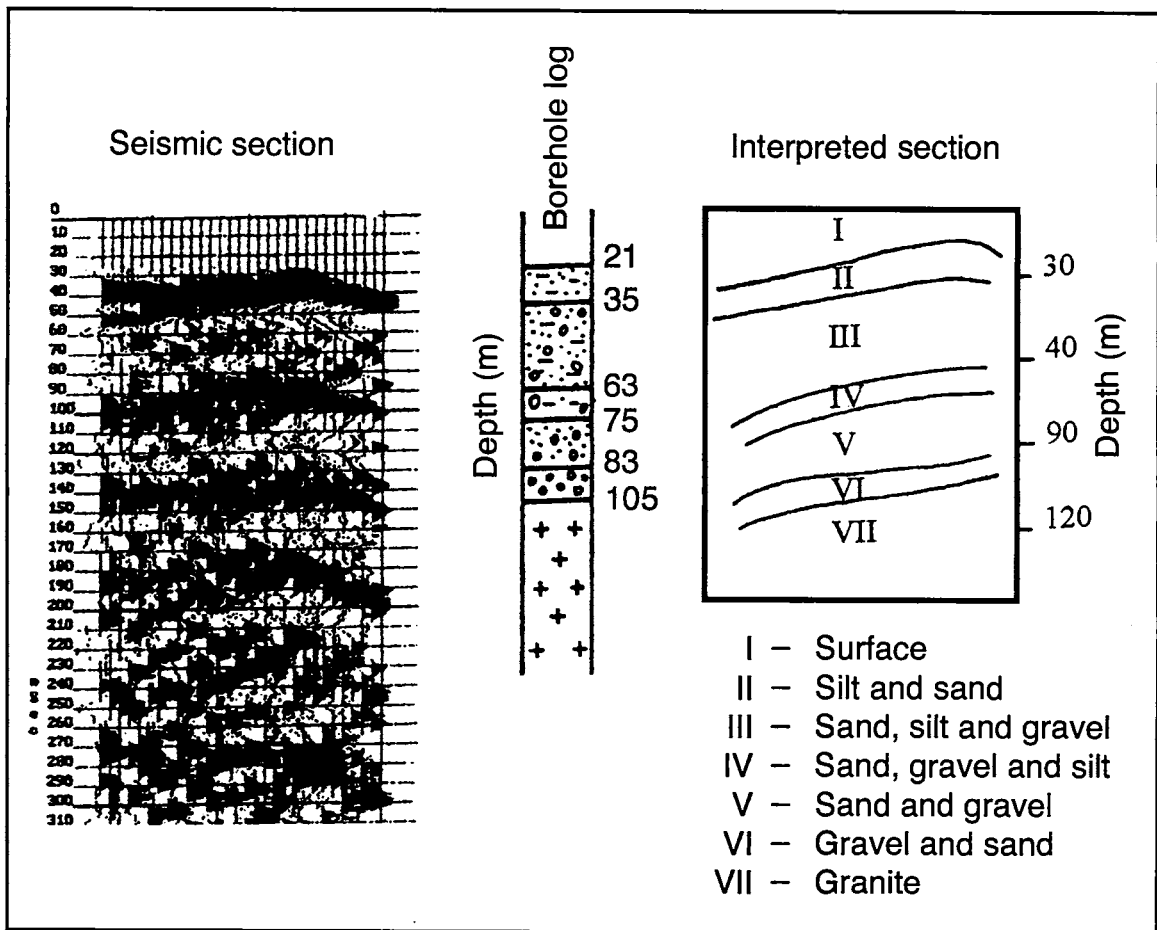 Seismic section
Borehole log
Interpreted section
0
10
20
30
40
50
60
70
80
90
100
110
120
130
140
150
160
170
180
190
200
210
220
230
240
250
260
270
280
290
300
310
Depth (m)
21
35
63
75
83
105
I
II
III
IV
V
VI
VII
30
40
90
120
Depth (m)
I – Surface
II – Silt and sand
III – Sand, silt and gravel
IV – Sand, gravel and silt
V – Sand and gravel
VI – Gravel and sand
VII – Granite